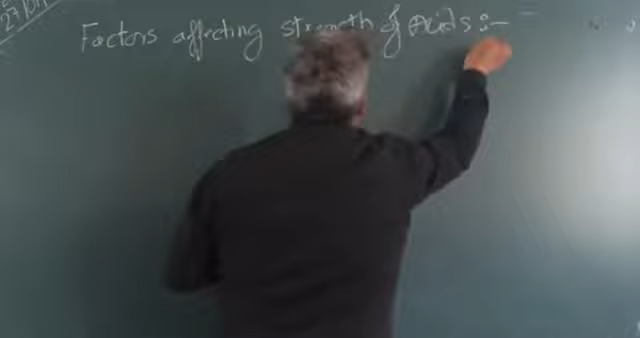 Factors affecting strength of Acids :-